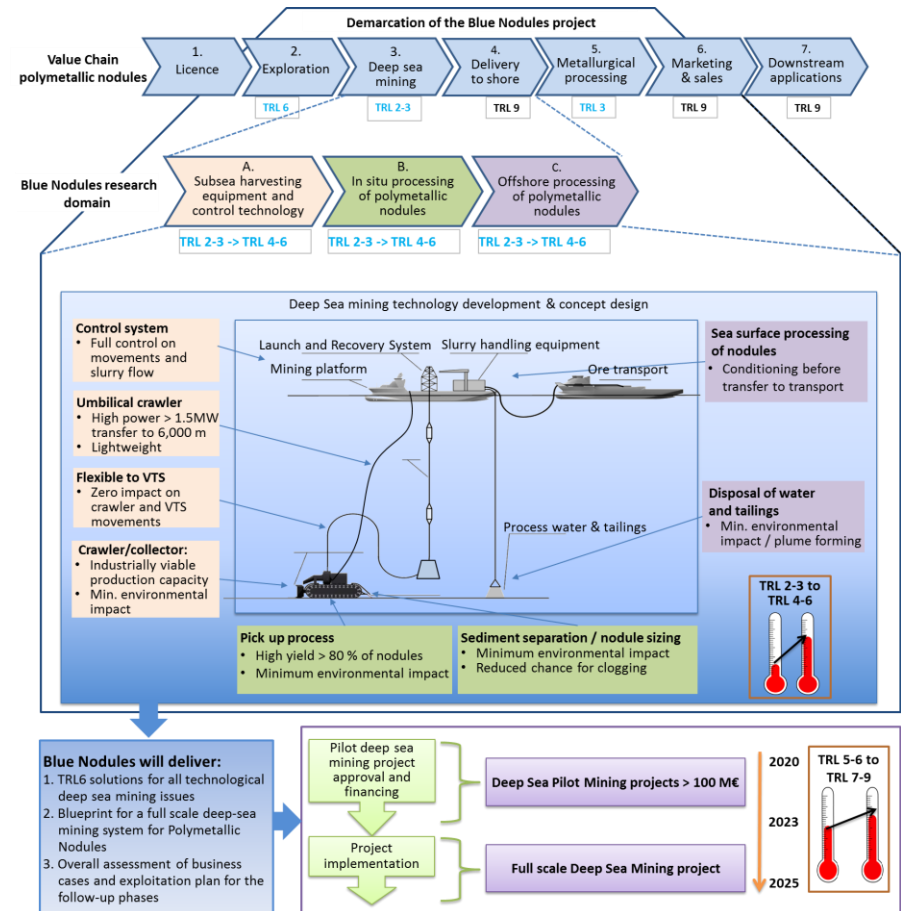 Demarcation of the Blue Nodules project
Value Chain
polymetallic nodules
1.
Licence
2.
Exploration
3.
Deep sea
mining
4.
Delivery
to shore
5.
Metallurgical
processing
6.
Marketing
& sales
7.
Downstream
applications
TRL 6
TRL 2-3
TRL 9
TRL 3
TRL 9
TRL 9
Blue Nodules research
domain
A.
Subsea harvesting
equipment and
control technology
B.
In situ processing
of polymetallic
nodules
C.
Offshore processing
of polymetallic
nodules
TRL 2-3 -> TRL 4-6
TRL 2-3 -> TRL 4-6
TRL 2-3 -> TRL 4-6
Deep Sea mining technology development & concept design
Control system
• Full control on
movements and
slurry flow
Umbilical crawler
• High power > 1.5MW
transfer to 6,000 m
• Lightweight
Flexible to VTS
• Zero impact on
crawler and VTS
movements
Crawler/collector:
• Industrially viable
production capacity
• Min. environmental
impact
Launch and Recovery System
Slurry handling equipment
Mining platform
Ore transport
Process water & tailings
Sea surface processing
of nodules
• Conditioning before
transfer to transport
Disposal of water
and tailings
• Min. environmental
impact / plume forming
Pick up process
• High yield > 80 % of nodules
• Minimum environmental impact
Sediment separation / nodule sizing
• Minimum environmental impact
• Reduced chance for clogging
TRL 2-3 to
TRL 4-6
Blue Nodules will deliver:
1. TRL6 solutions for all technological
deep sea mining issues
2. Blueprint for a full scale deep-sea
mining system for Polymetallic
Nodules
3. Overall assessment of business
cases and exploitation plan for the
follow-up phases
Pilot deep sea
mining project
approval and
financing
Deep Sea Pilot Mining projects > 100 M€
Project
implementation
Full scale Deep Sea Mining project
2020
2023
2025
TRL 5-6 to
TRL 7-9